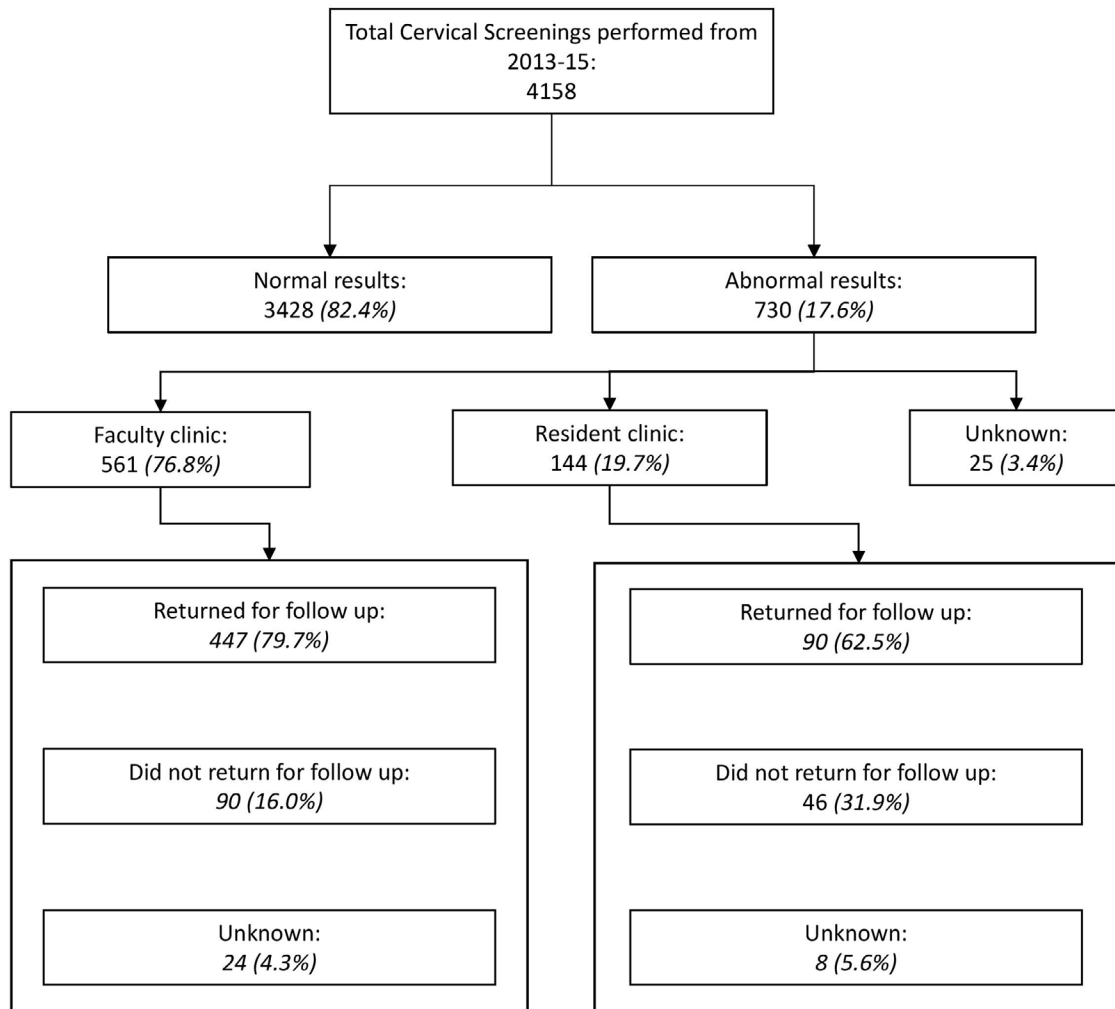 Total Cervical Screenings performed from
2013-15:
4158
Normal results:
3428 (82.4%)
Abnormal results:
730 (17.6%)
Faculty clinic:
561 (76.8%)
Resident clinic:
144 (19.7%)
Unknown:
25 (3.4%)
Returned for follow up:
447 (79.7%)
Did not return for follow up:
90 (16.0%)
Unknown:
24 (4.3%)
Returned for follow up:
90 (62.5%)
Did not return for follow up:
46 (31.9%)
Unknown:
8 (5.6%)